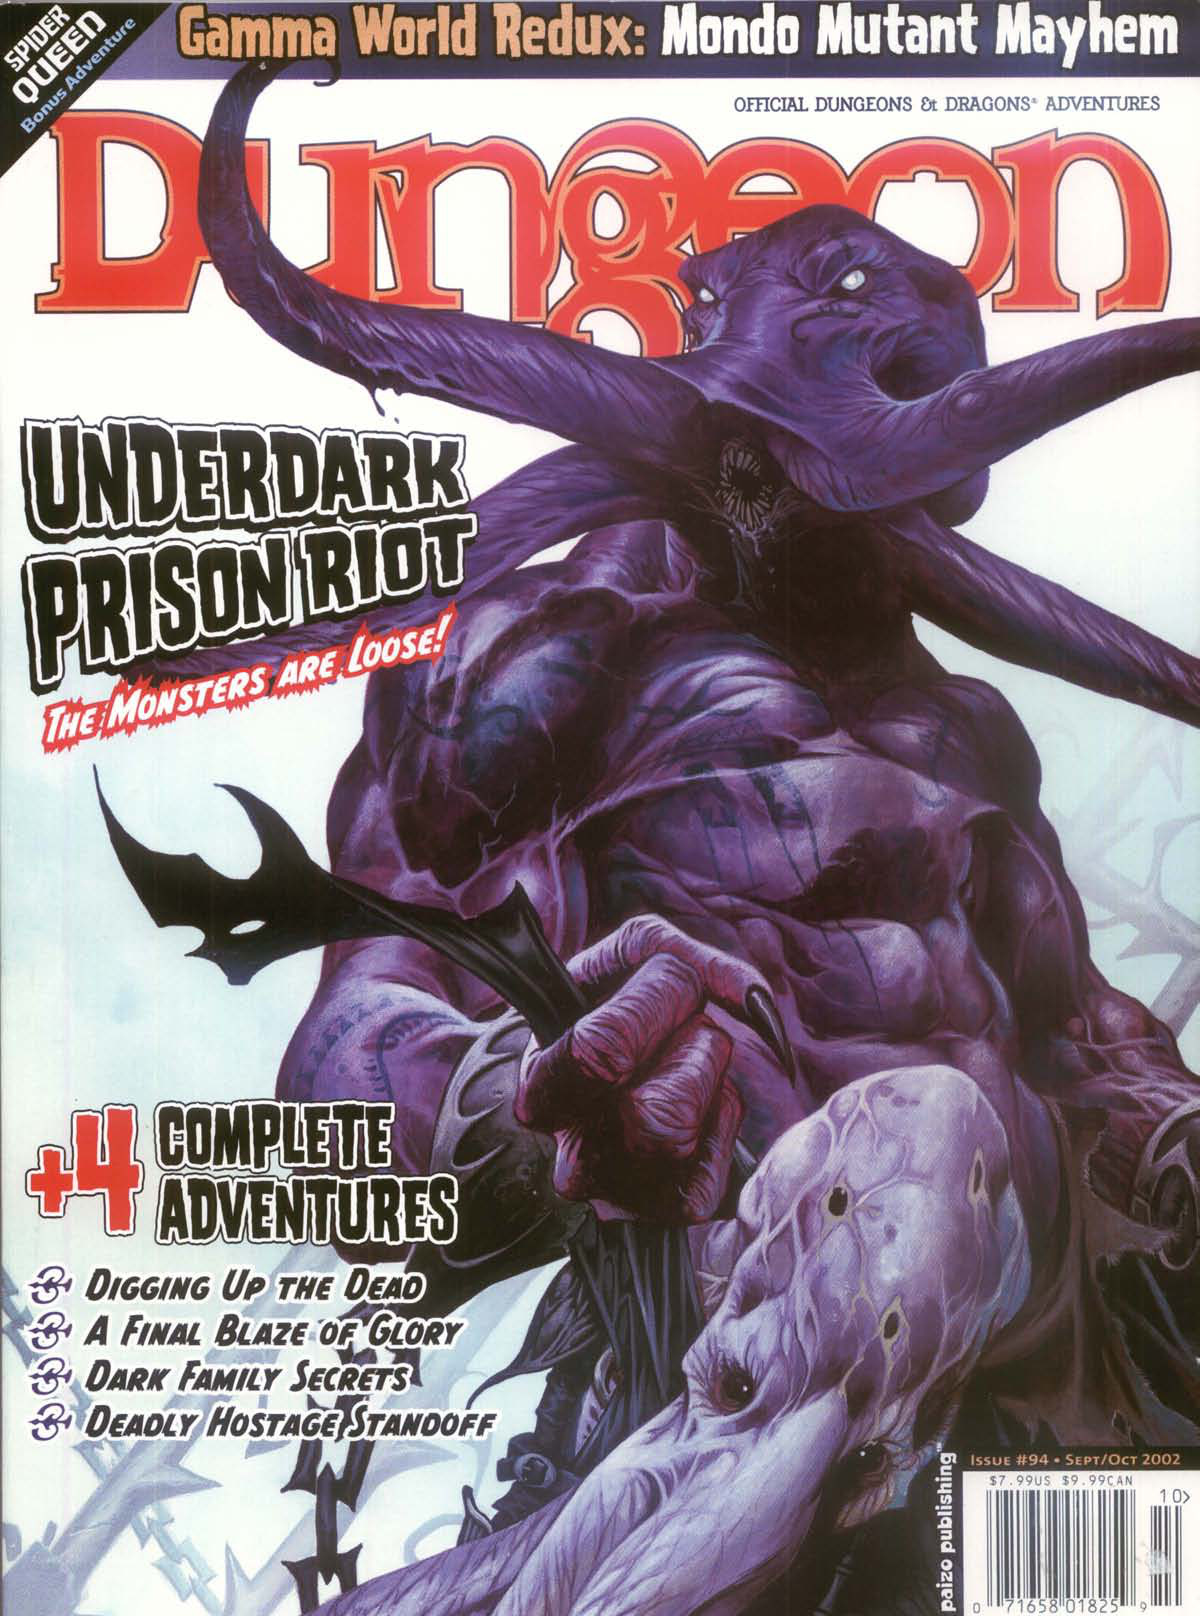 SPIDER
QUEEN
Bonus Adventure
Gamma World Redux: Mondo Mutant Mayhem
OFFICIAL DUNGEONS & DRAGONS® ADVENTURES
Dungeon
UNDERDARK
PRISON RIOT
THE MONSTERS ARE LOOSE!
+4 COMPLETE
ADVENTURES
DIGGING UP THE DEAD
A FINAL BLAZE OF GLORY
DARK FAMILY SECRETS
DEADLY HOSTAGE STANDOFF
paizo publishing™
ISSUE #94 • SEPT/OCT 2002
$7.99US $9.99CAN
10>
0 71658 01825 9